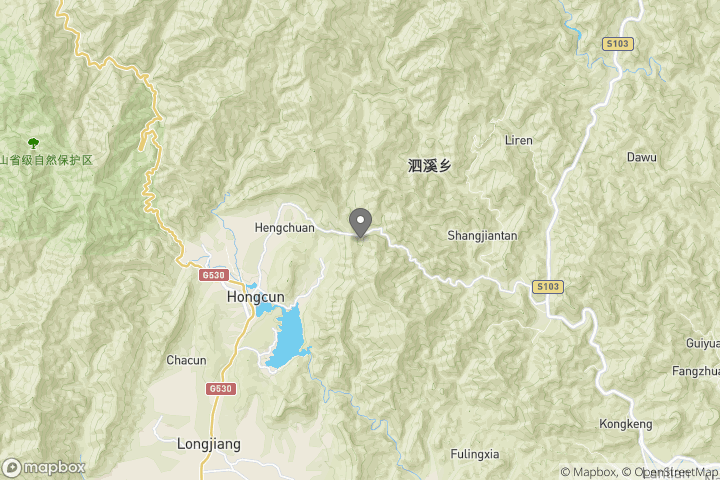 S103
Liren
Dawu
泗溪乡
山省级自然保护区
Hengchuan
Shangjiantan
G530
S103
Hongcun
Guiyua
Chacun
Fangzhua
G530
Kongkeng
Longjiang
Fulingxia
mapbox
© Mapbox, © OpenStreetMap